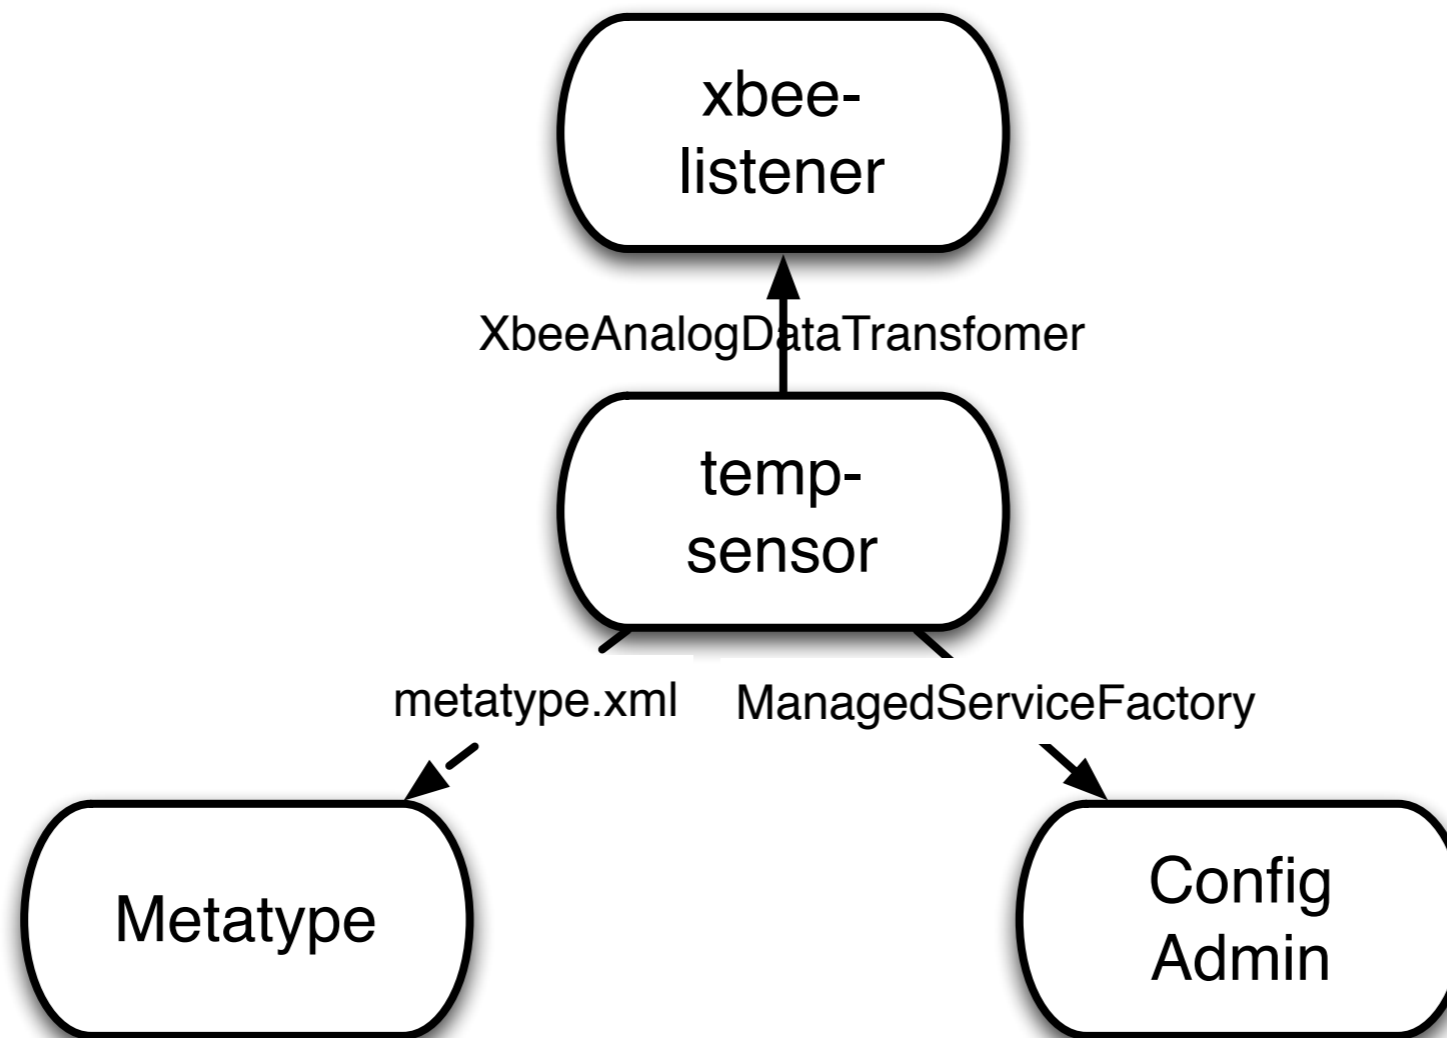 xbee-
listener
XbeeAnalogDataTransfomer
temp-
sensor
metatype.xml
ManagedServiceFactory
Metatype
Config
Admin